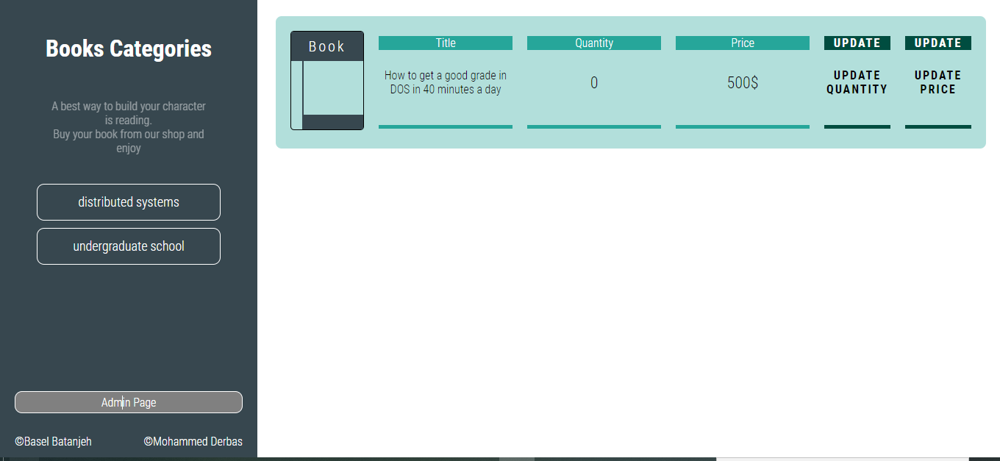 Books Categories
A best way to build your character
is reading.
Buy your book from our shop and
enjoy
distributed systems
undergraduate school
Admin Page
©Basel Batanjeh
©Mohammed Derbas
Book
Title
How to get a good grade in
DOS in 40 minutes a day
Quantity
0
Price
500$
UPDATE
UPDATE
QUANTITY
UPDATE
UPDATE
PRICE